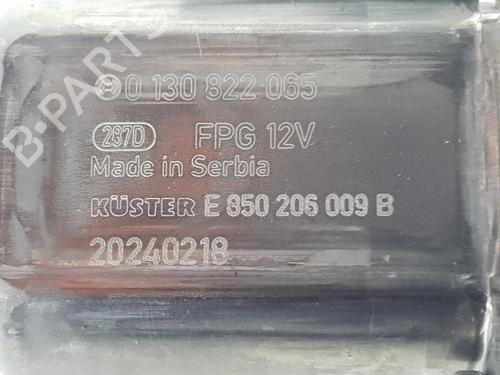 B-PARTS
0 130 822 065
287D FPG 12V
Made in Serbia
KÜSTER E 850 206 009 B
20240218